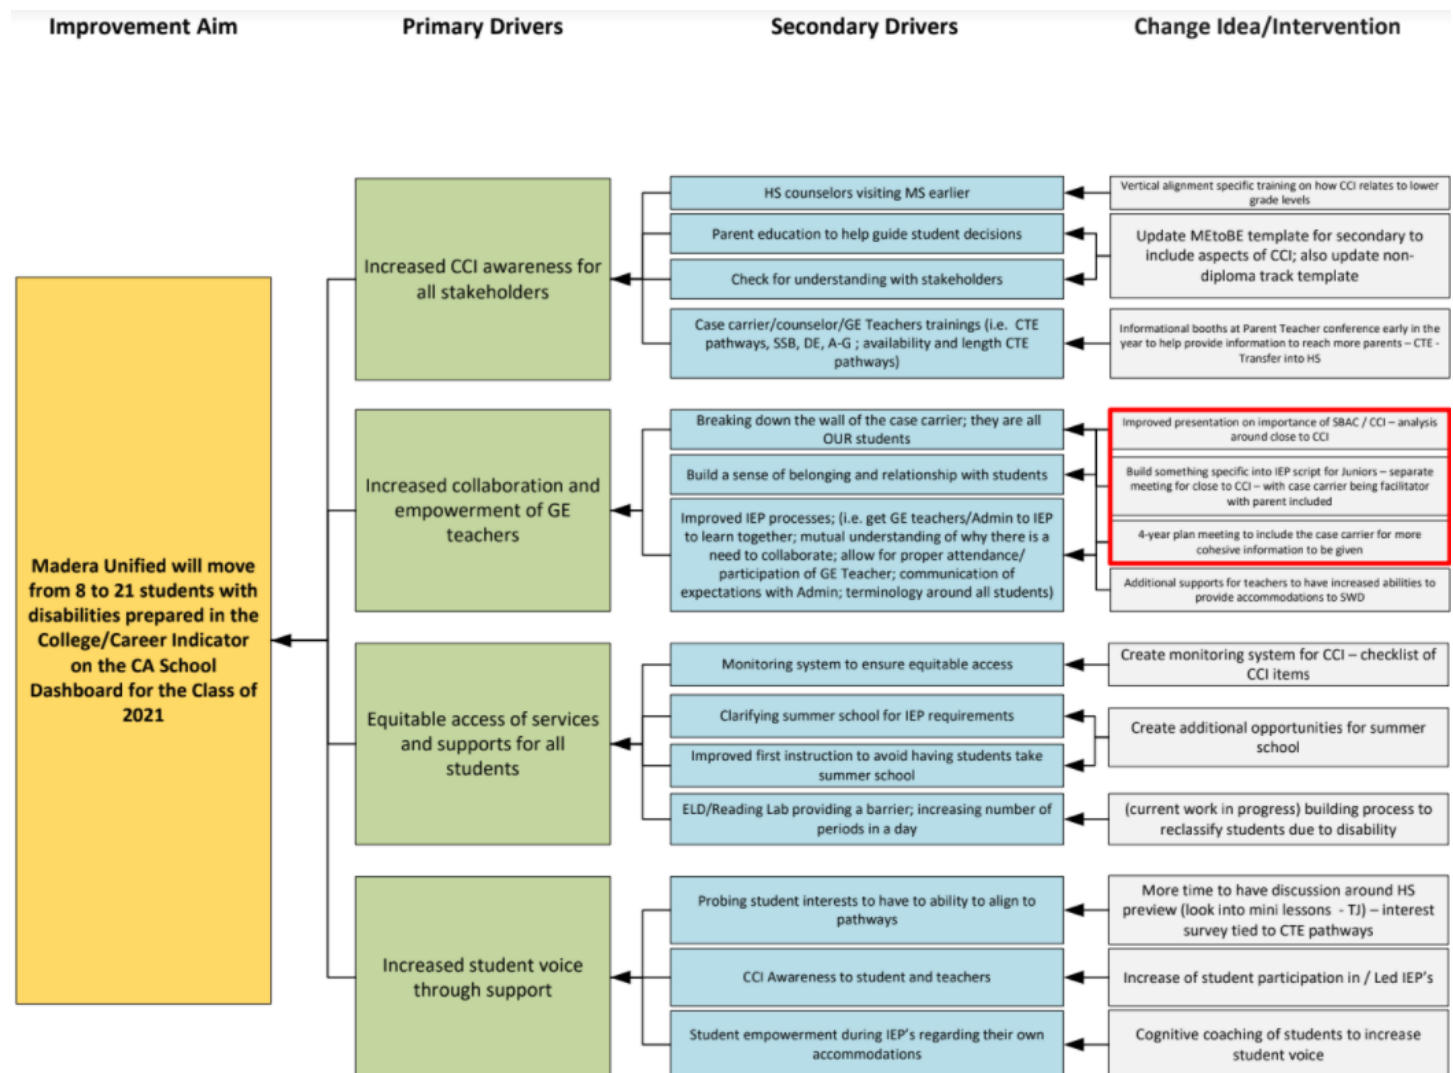 Improvement Aim
Primary Drivers
Secondary Drivers
Change Idea/Intervention
Madera Unified will move
from 8 to 21 students with
disabilities prepared in the
College/Career Indicator
on the CA School
Dashboard for the Class of
2021
Increased CCI awareness for
all stakeholders
HS counselors visiting MS earlier
Parent education to help guide student decisions
Check for understanding with stakeholders
Case carrier/counselor/GE Teachers trainings (i.e. CTE
pathways, SSB, DE, A-G ; availability and length CTE
pathways)
Vertical alignment specific training on how CCI relates to lower
grade levels
Update MEtoBE template for secondary to
include aspects of CCI; also update non-
diploma track template
Informational booths at Parent Teacher conference early in the
year to help provide information to reach more parents – CTE -
Transfer into HS
Increased collaboration and
empowerment of GE
teachers
Breaking down the wall of the case carrier; they are all
OUR students
Build a sense of belonging and relationship with students
Improved IEP processes; (i.e. get GE teachers/Admin to IEP
to learn together; mutual understanding of why there is a
need to collaborate; allow for proper attendance/
participation of GE Teacher; communication of
expectations with Admin; terminology around all students)
Improved presentation on importance of SBAC / CCI – analysis
around close to CCI
Build something specific into IEP script for Juniors – separate
meeting for close to CCI – with case carrier being facilitator
with parent included
4-year plan meeting to include the case carrier for more
cohesive information to be given
Additional supports for teachers to have increased abilities to
provide accommodations to SWD
Equitable access of services
and supports for all
students
Monitoring system to ensure equitable access
Clarifying summer school for IEP requirements
Improved first instruction to avoid having students take
summer school
ELD/Reading Lab providing a barrier; increasing number of
periods in a day
Create monitoring system for CCI – checklist of
CCI items
Create additional opportunities for summer
school
(current work in progress) building process to
reclassify students due to disability
Increased student voice
through support
Probing student interests to have to ability to align to
pathways
CCI Awareness to student and teachers
Student empowerment during IEP's regarding their own
accommodations
More time to have discussion around HS
preview (look into mini lessons  - TJ) – interest
survey tied to CTE pathways
Increase of student participation in / Led IEP's
Cognitive coaching of students to increase
student voice